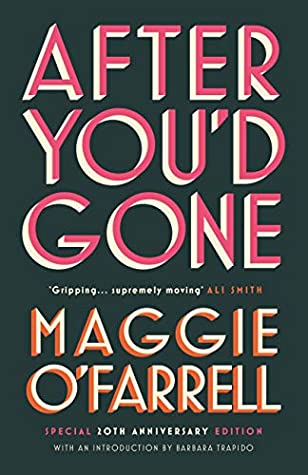 AFTER
YOU'D
GONE
'Gripping... supremely moving' ALI SMITH
MAGGIE
O'FARRELL
SPECIAL 20TH ANNIVERSARY EDITION
WITH AN INTRODUCTION BY BARBARA TRAPIDO